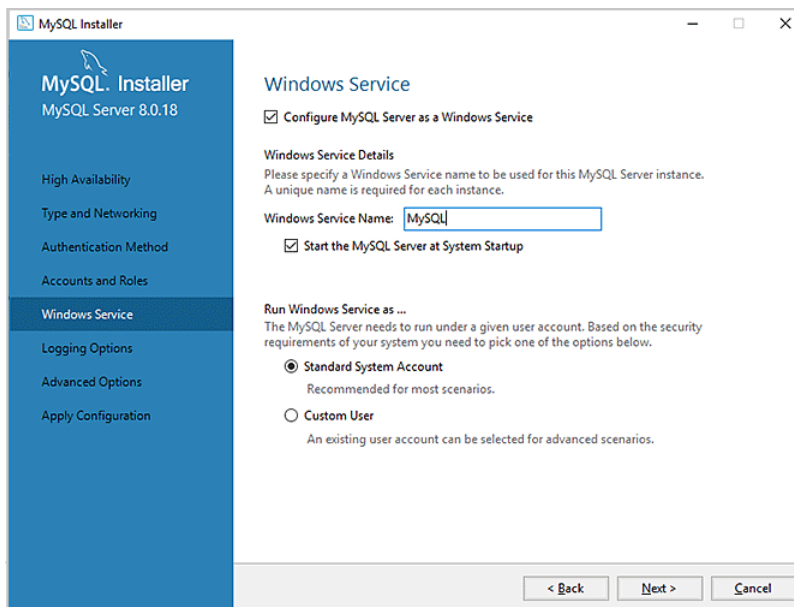 MySQL Installer
MySQL. Installer
MySQL Server 8.0.18
High Availability
Type and Networking
Authentication Method
Accounts and Roles
Windows Service
Logging Options
Advanced Options
Apply Configuration
Windows Service
Configure MySQL Server as a Windows Service
Windows Service Details
Please specify a Windows Service name to be used for this MySQL Server instance.
A unique name is required for each instance.
Windows Service Name: MySQL
Start the MySQL Server at System Startup
Run Windows Service as ...
The MySQL Server needs to run under a given user account. Based on the security
requirements of your system you need to pick one of the options below.
Standard System Account
Recommended for most scenarios.
Custom User
An existing user account can be selected for advanced scenarios.
< Back Next > Cancel